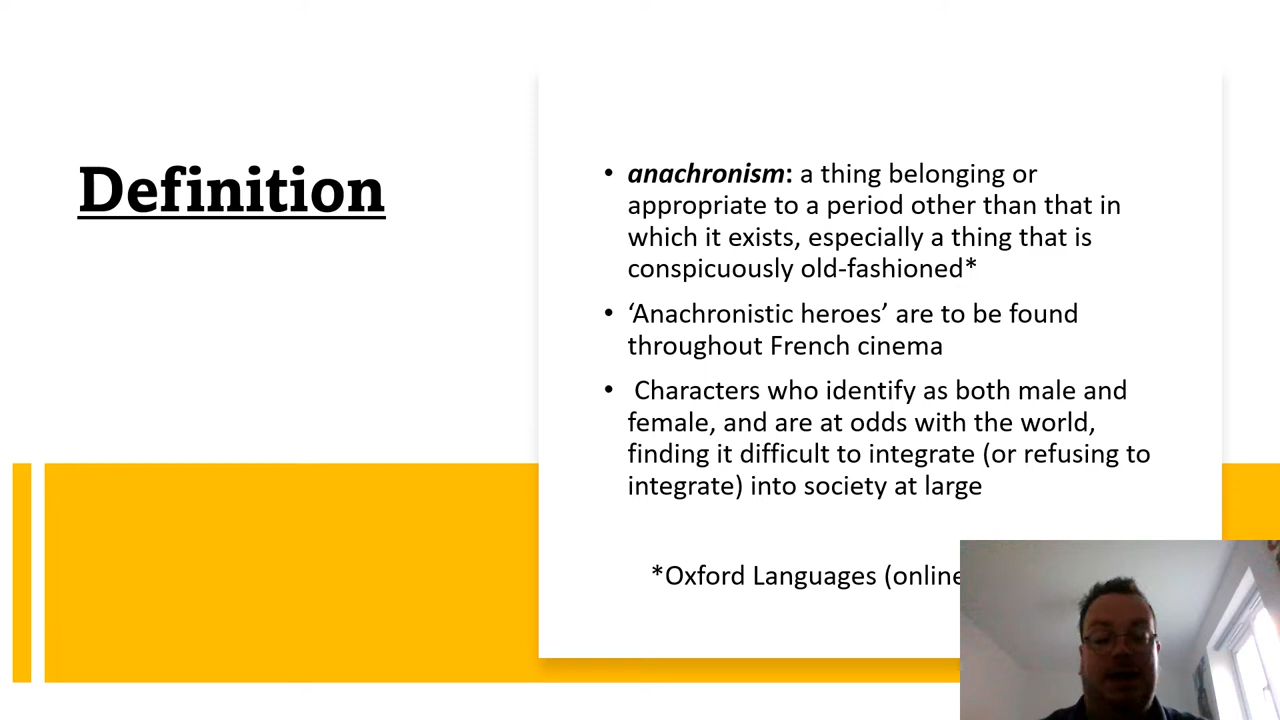 Definition
• anachronism: a thing belonging or
appropriate to a period other than that in
which it exists, especially a thing that is
conspicuously old-fashioned*
• ‘Anachronistic heroes’ are to be found
throughout French cinema
• Characters who identify as both male and
female, and are at odds with the world,
finding it difficult to integrate (or refusing to
integrate) into society at large
*Oxford Languages (online